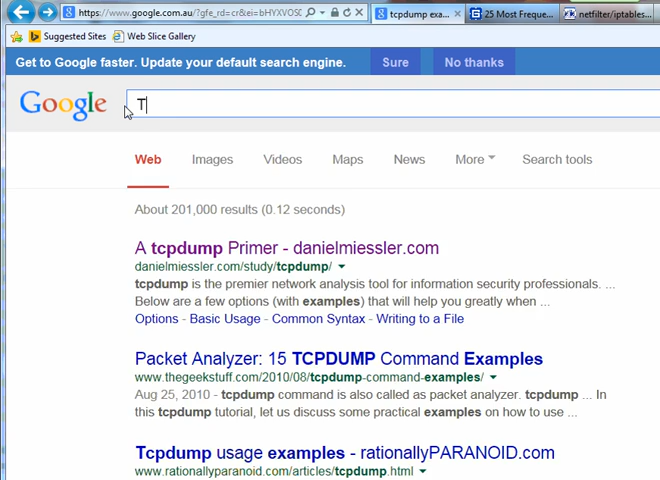 https://www.google.com.au/?gfe_rd=cr&ei=bHYXVOSC
tcpdump exa...
25 Most Freque...
netfilter/iptables...
Suggested Sites
Web Slice Gallery
Get to Google faster. Update your default search engine.
Sure
No thanks
Google
T
Web Images Videos Maps News More Search tools
About 201,000 results (0.12 seconds)
A tcpdump Primer - danielmiessler.com
danielmiessler.com/study/tcpdump/
tcpdump is the premier network analysis tool for information security professionals. ...
Below are a few options (with examples) that will help you greatly when ...
Options - Basic Usage - Common Syntax - Writing to a File
Packet Analyzer: 15 TCPDUMP Command Examples
www.thegeekstuff.com/2010/08/tcpdump-command-examples/
Aug 25, 2010 - tcpdump command is also called as packet analyzer. tcpdump ... In
this tcpdump tutorial, let us discuss some practical examples on how to use ...
Tcpdump usage examples - rationallyPARANOID.com
www.rationallyparanoid.com/articles/tcpdump.html